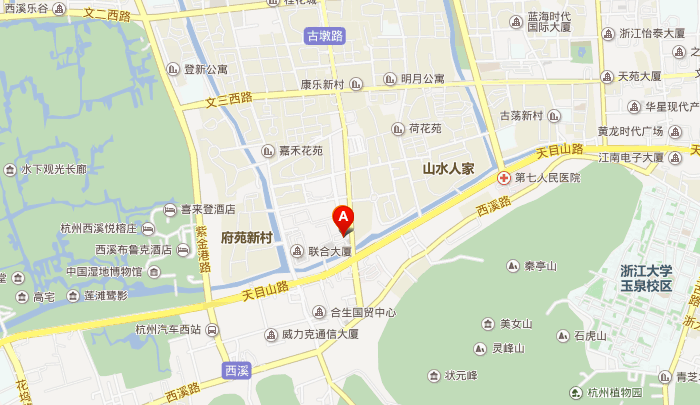 西溪乐谷
文二西路
桂花城
古墩路
蓝海时代
国际大厦
浙江怡泰大厦
之
登新公寓
康乐新村
明月公寓
天苑大厦
文三西路
华星现代产
古荡新村
荷花苑
黄龙时代广场
嘉禾花苑
天目山路
江南电子大厦
水下观光长廊
山水人家
第七人民医院
喜来登酒店
西溪路
杭州西溪悦榕庄
紫金港路
府苑新村
A
西溪布鲁克酒店
联合大厦
中国湿地博物馆
索亭山
浙江大学
玉泉校区
堂
高宅
莲滩鹭影
天目山路
合生国贸中心
美女山
杭州汽车西站
威力克通信大厦
石虎山
灵峰山
西溪
状元峰
青芝
西溪路
花坞
杭州植物园